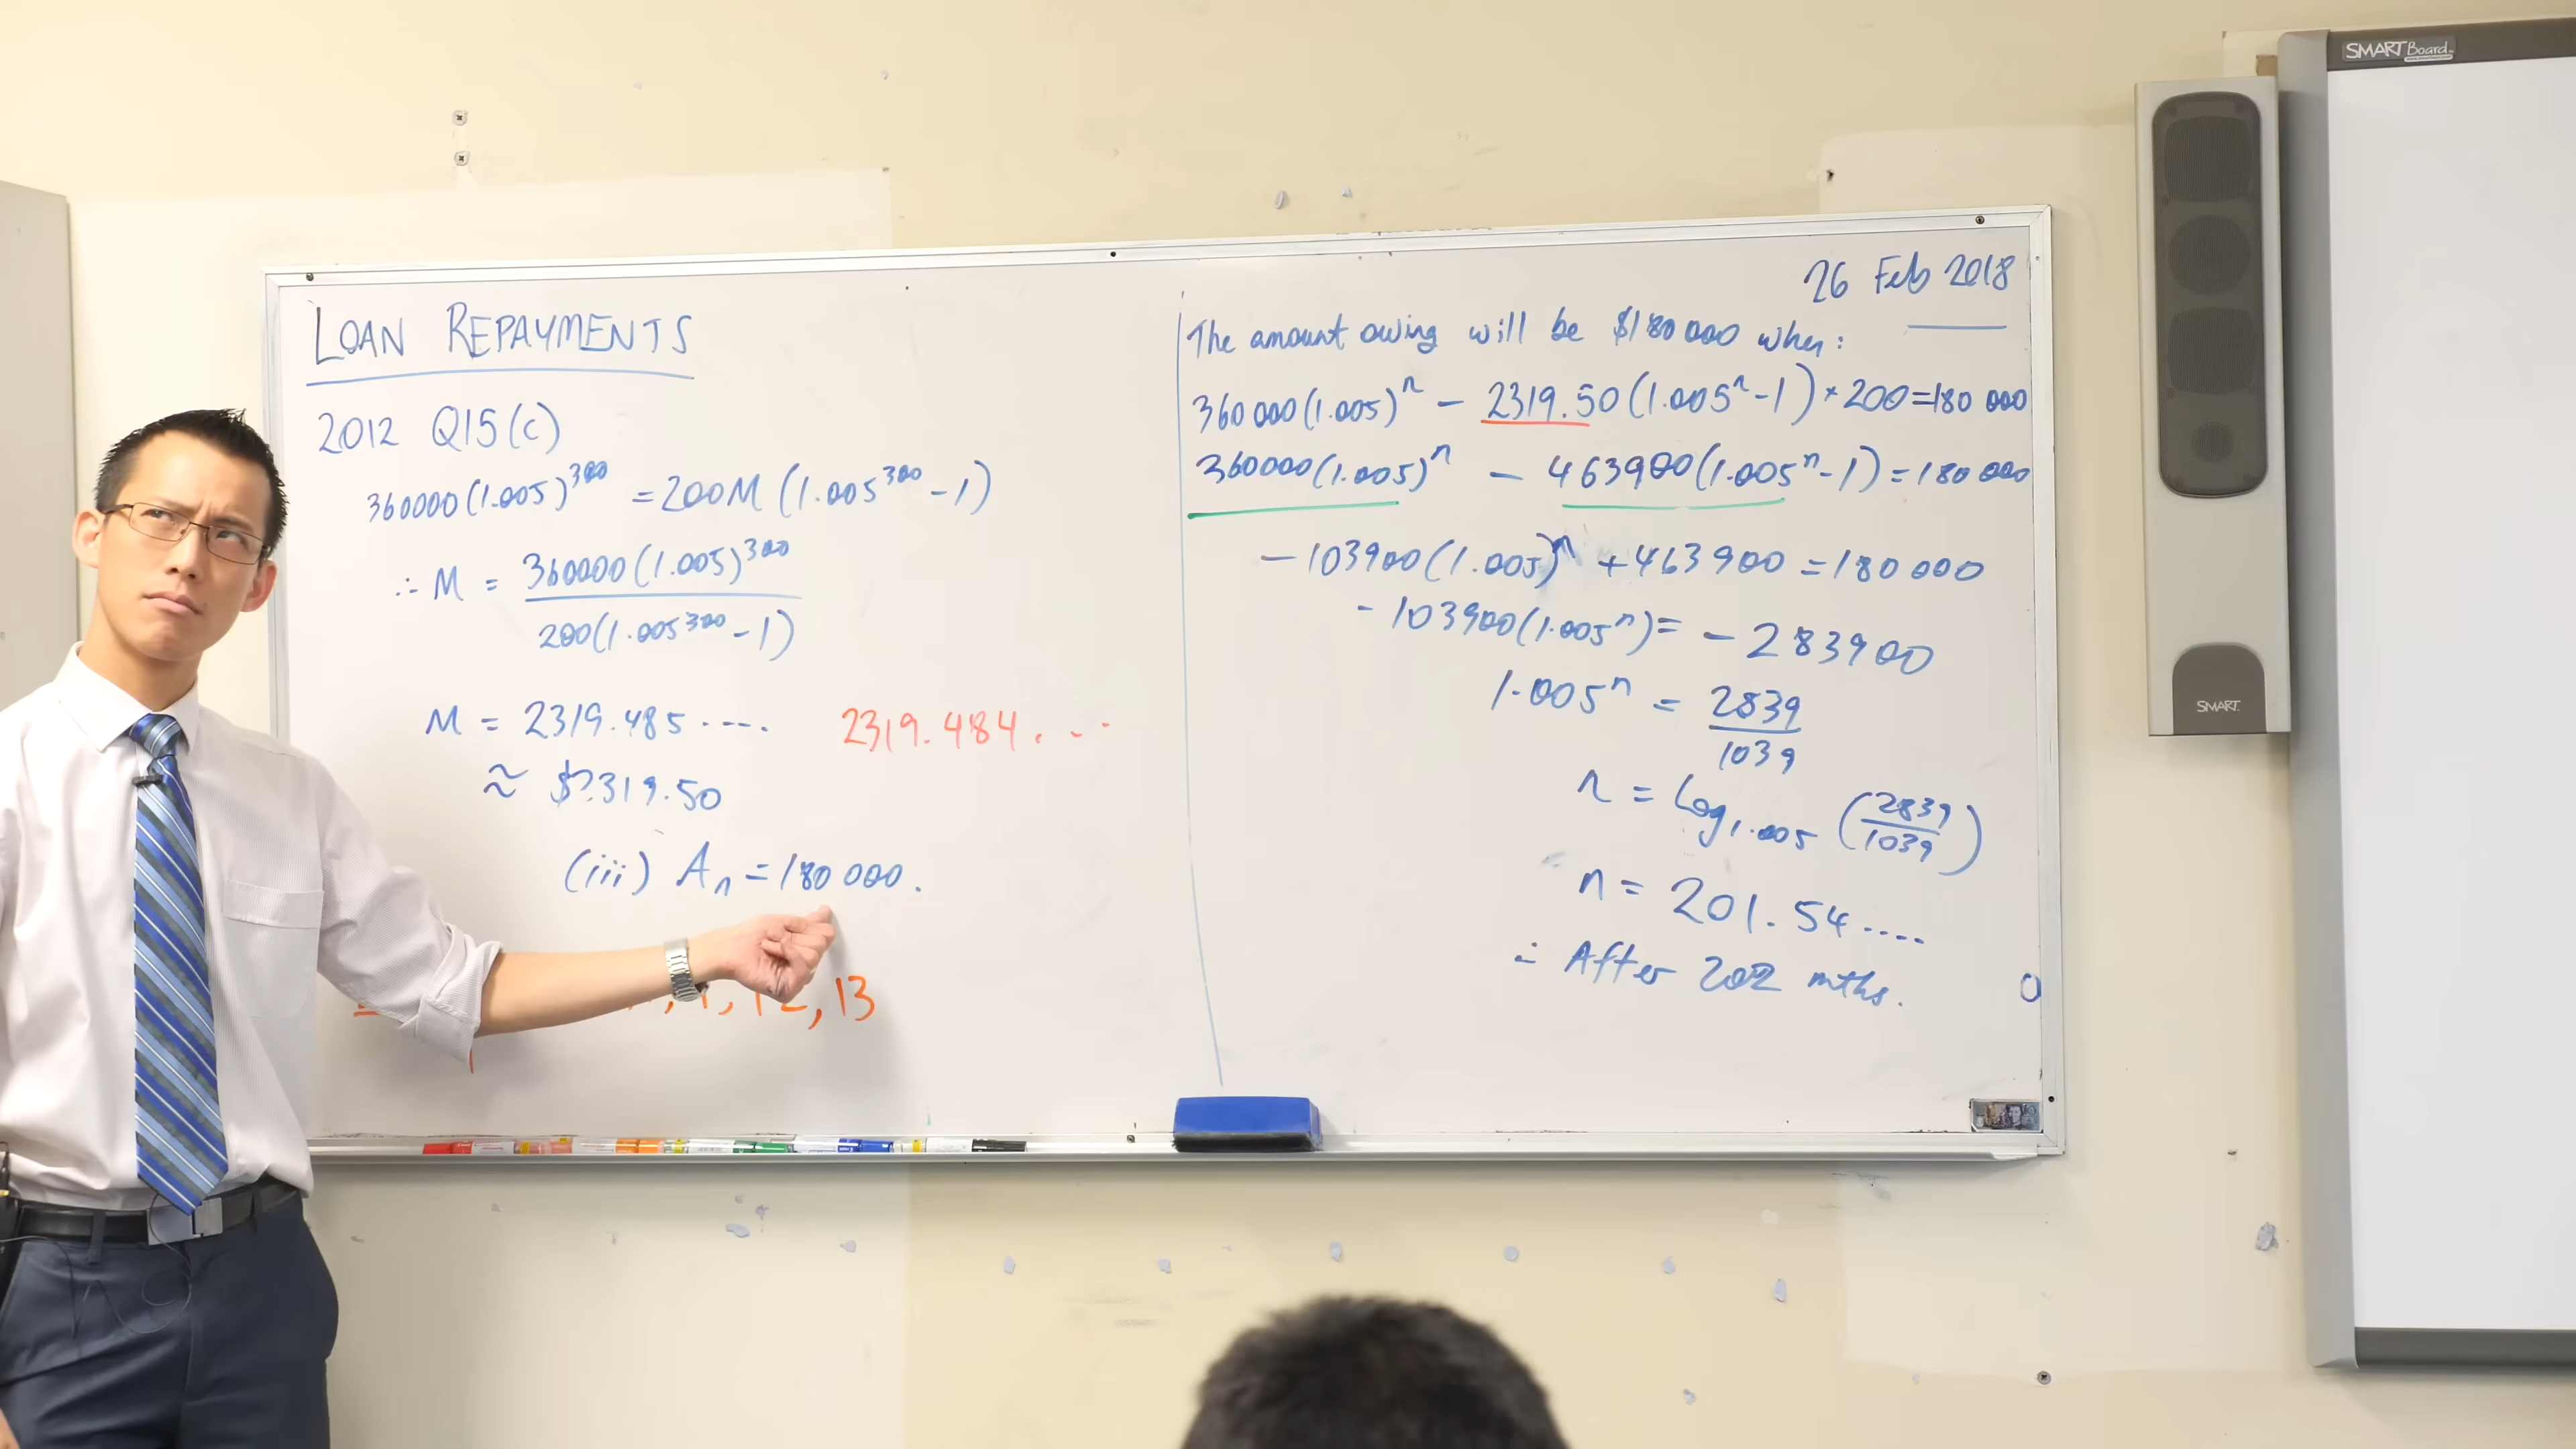 LOAN REPAYMENTS
2012 Q15(c)
360000(1.005)^300 = 200M(1.005^300 - 1)
∴ M = 360000(1.005)^300
200(1.005^300 - 1)
M = 2319.485 .... 2319.484...
≈ $2319.50
(iii) Aₙ = 180 000.
, 12, 13
26 Feb 2018
The amount owing will be $180 000 when:
360 000(1.005)^n - 2319.50(1.005^n - 1) × 200 = 180 000
360000(1.005)^n - 463900(1.005^n - 1) = 180 000
- 103900(1.005)^n + 463900 = 180 000
- 103900(1.005^n) = - 283900
1.005^n = 2839
1039
n = log₁.₀₀₅ (2839
1039)
n = 201.54....
∴ After 202 mths.
SMART
SMART Board